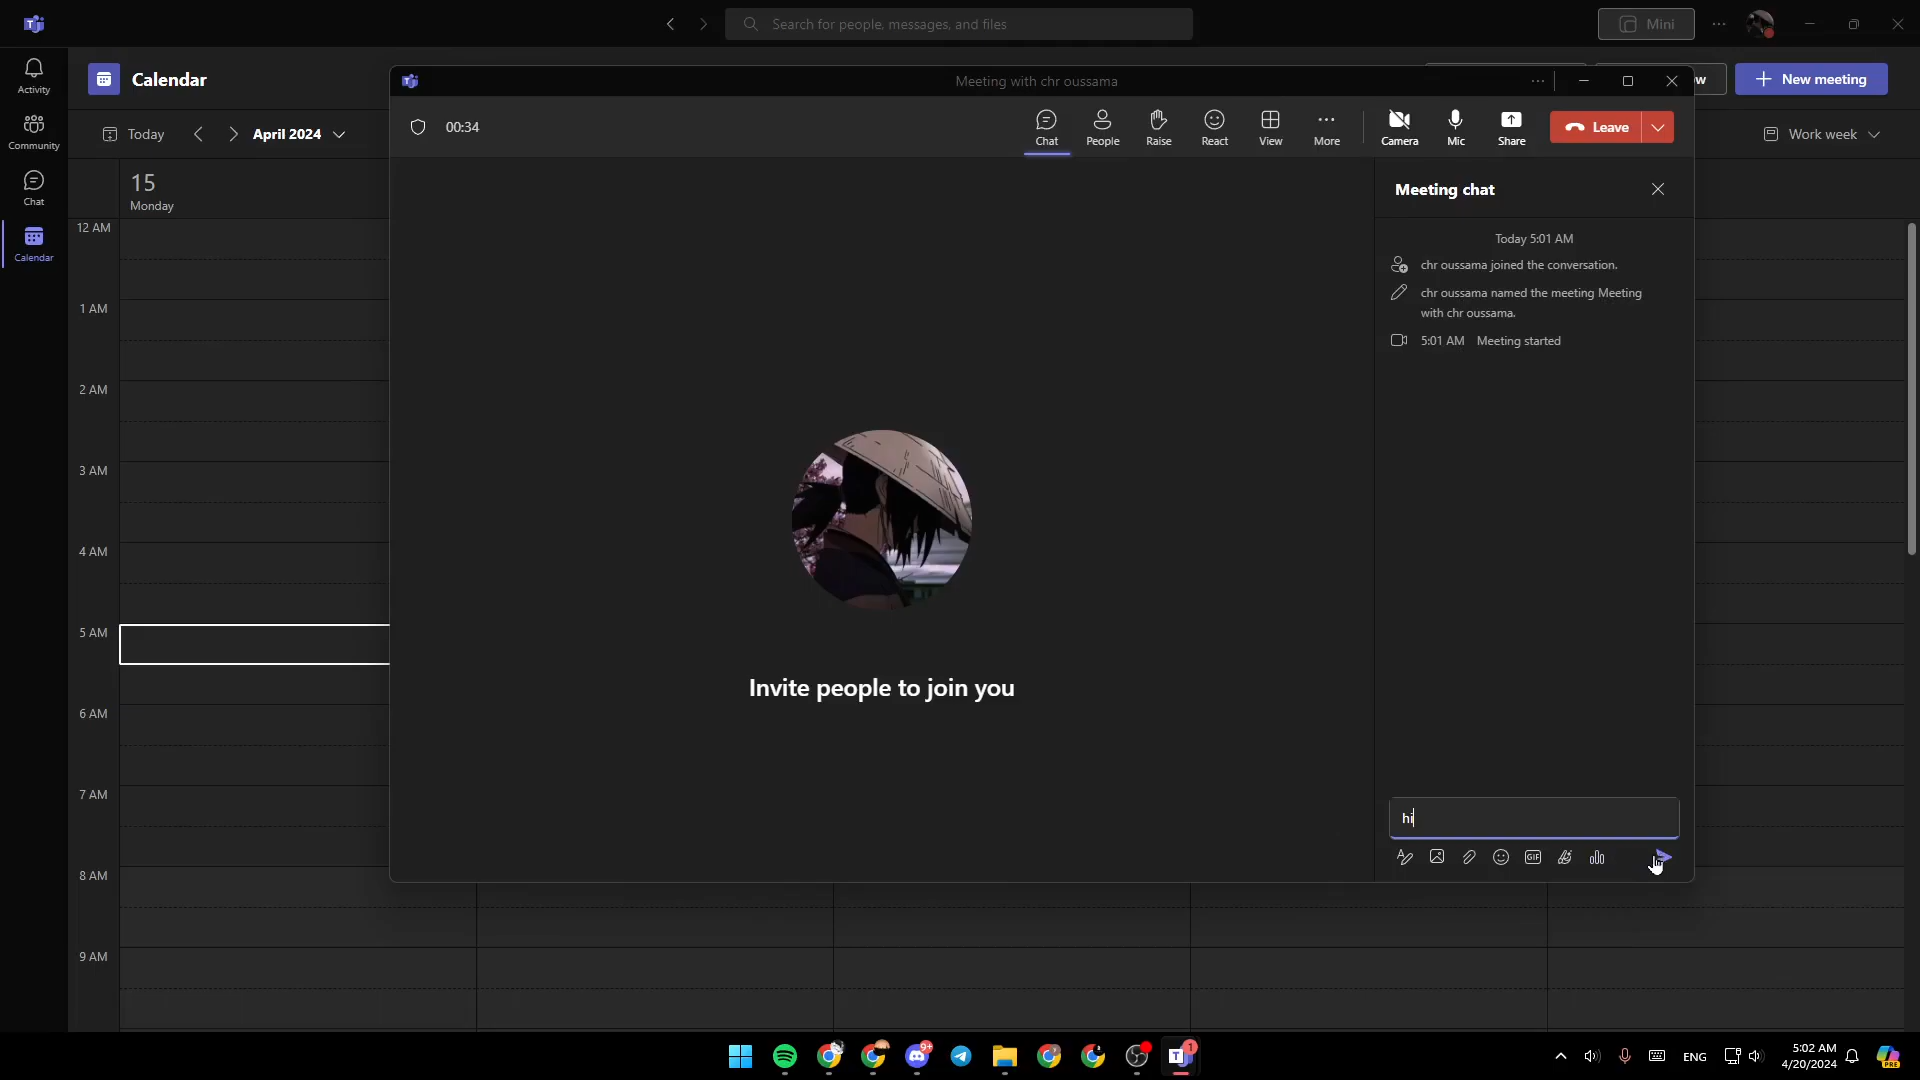 Search for people, messages, and files
Mini
Activity
Community
Chat
Calendar
Calendar
New meeting
Today
April 2024
Work week
15
Monday
12 AM
1 AM
2 AM
3 AM
4 AM
5 AM
6 AM
7 AM
8 AM
9 AM
Meeting with chr oussama
00:34
Chat
People
Raise
React
View
More
Camera
Mic
Share
Leave
Invite people to join you
Meeting chat
Today 5:01 AM
chr oussama joined the conversation.
chr oussama named the meeting Meeting
with chr oussama.
5:01 AM Meeting started
hi
GIF
9+
1
ENG
5:02 AM
4/20/2024
PRE